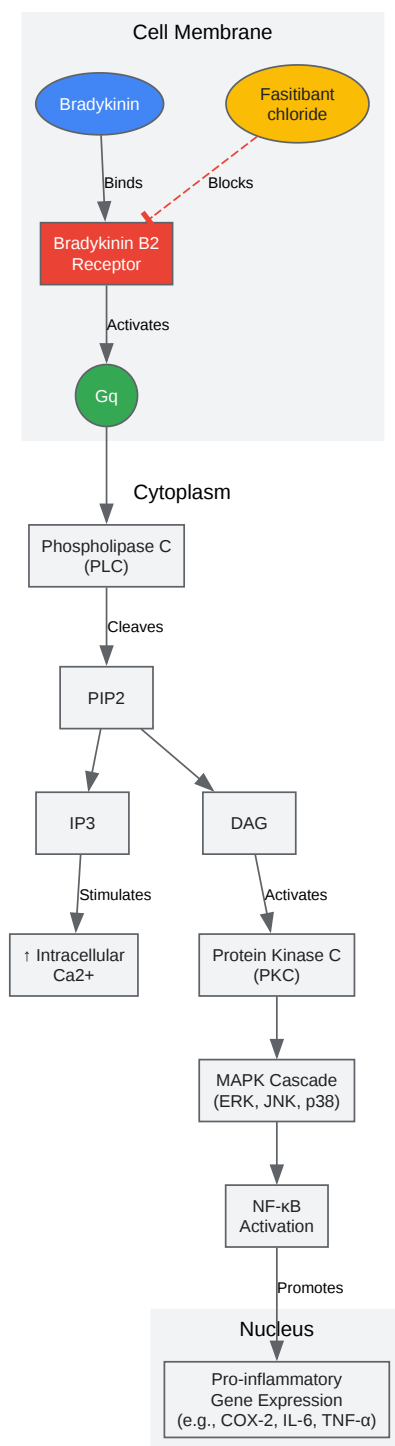 Cell Membrane
Bradykinin
Fasitibant
chloride
Binds
Blocks
Bradykinin B2
Receptor
Activates
Gq
Cytoplasm
Phospholipase C
(PLC)
Cleaves
PIP2
IP3
DAG
Stimulates
Activates
↑ Intracellular
Ca2+
Protein Kinase C
(PKC)
MAPK Cascade
(ERK, JNK, p38)
NF-κB
Activation
Promotes
Nucleus
Pro-inflammatory
Gene Expression
(e.g., COX-2, IL-6, TNF-α)